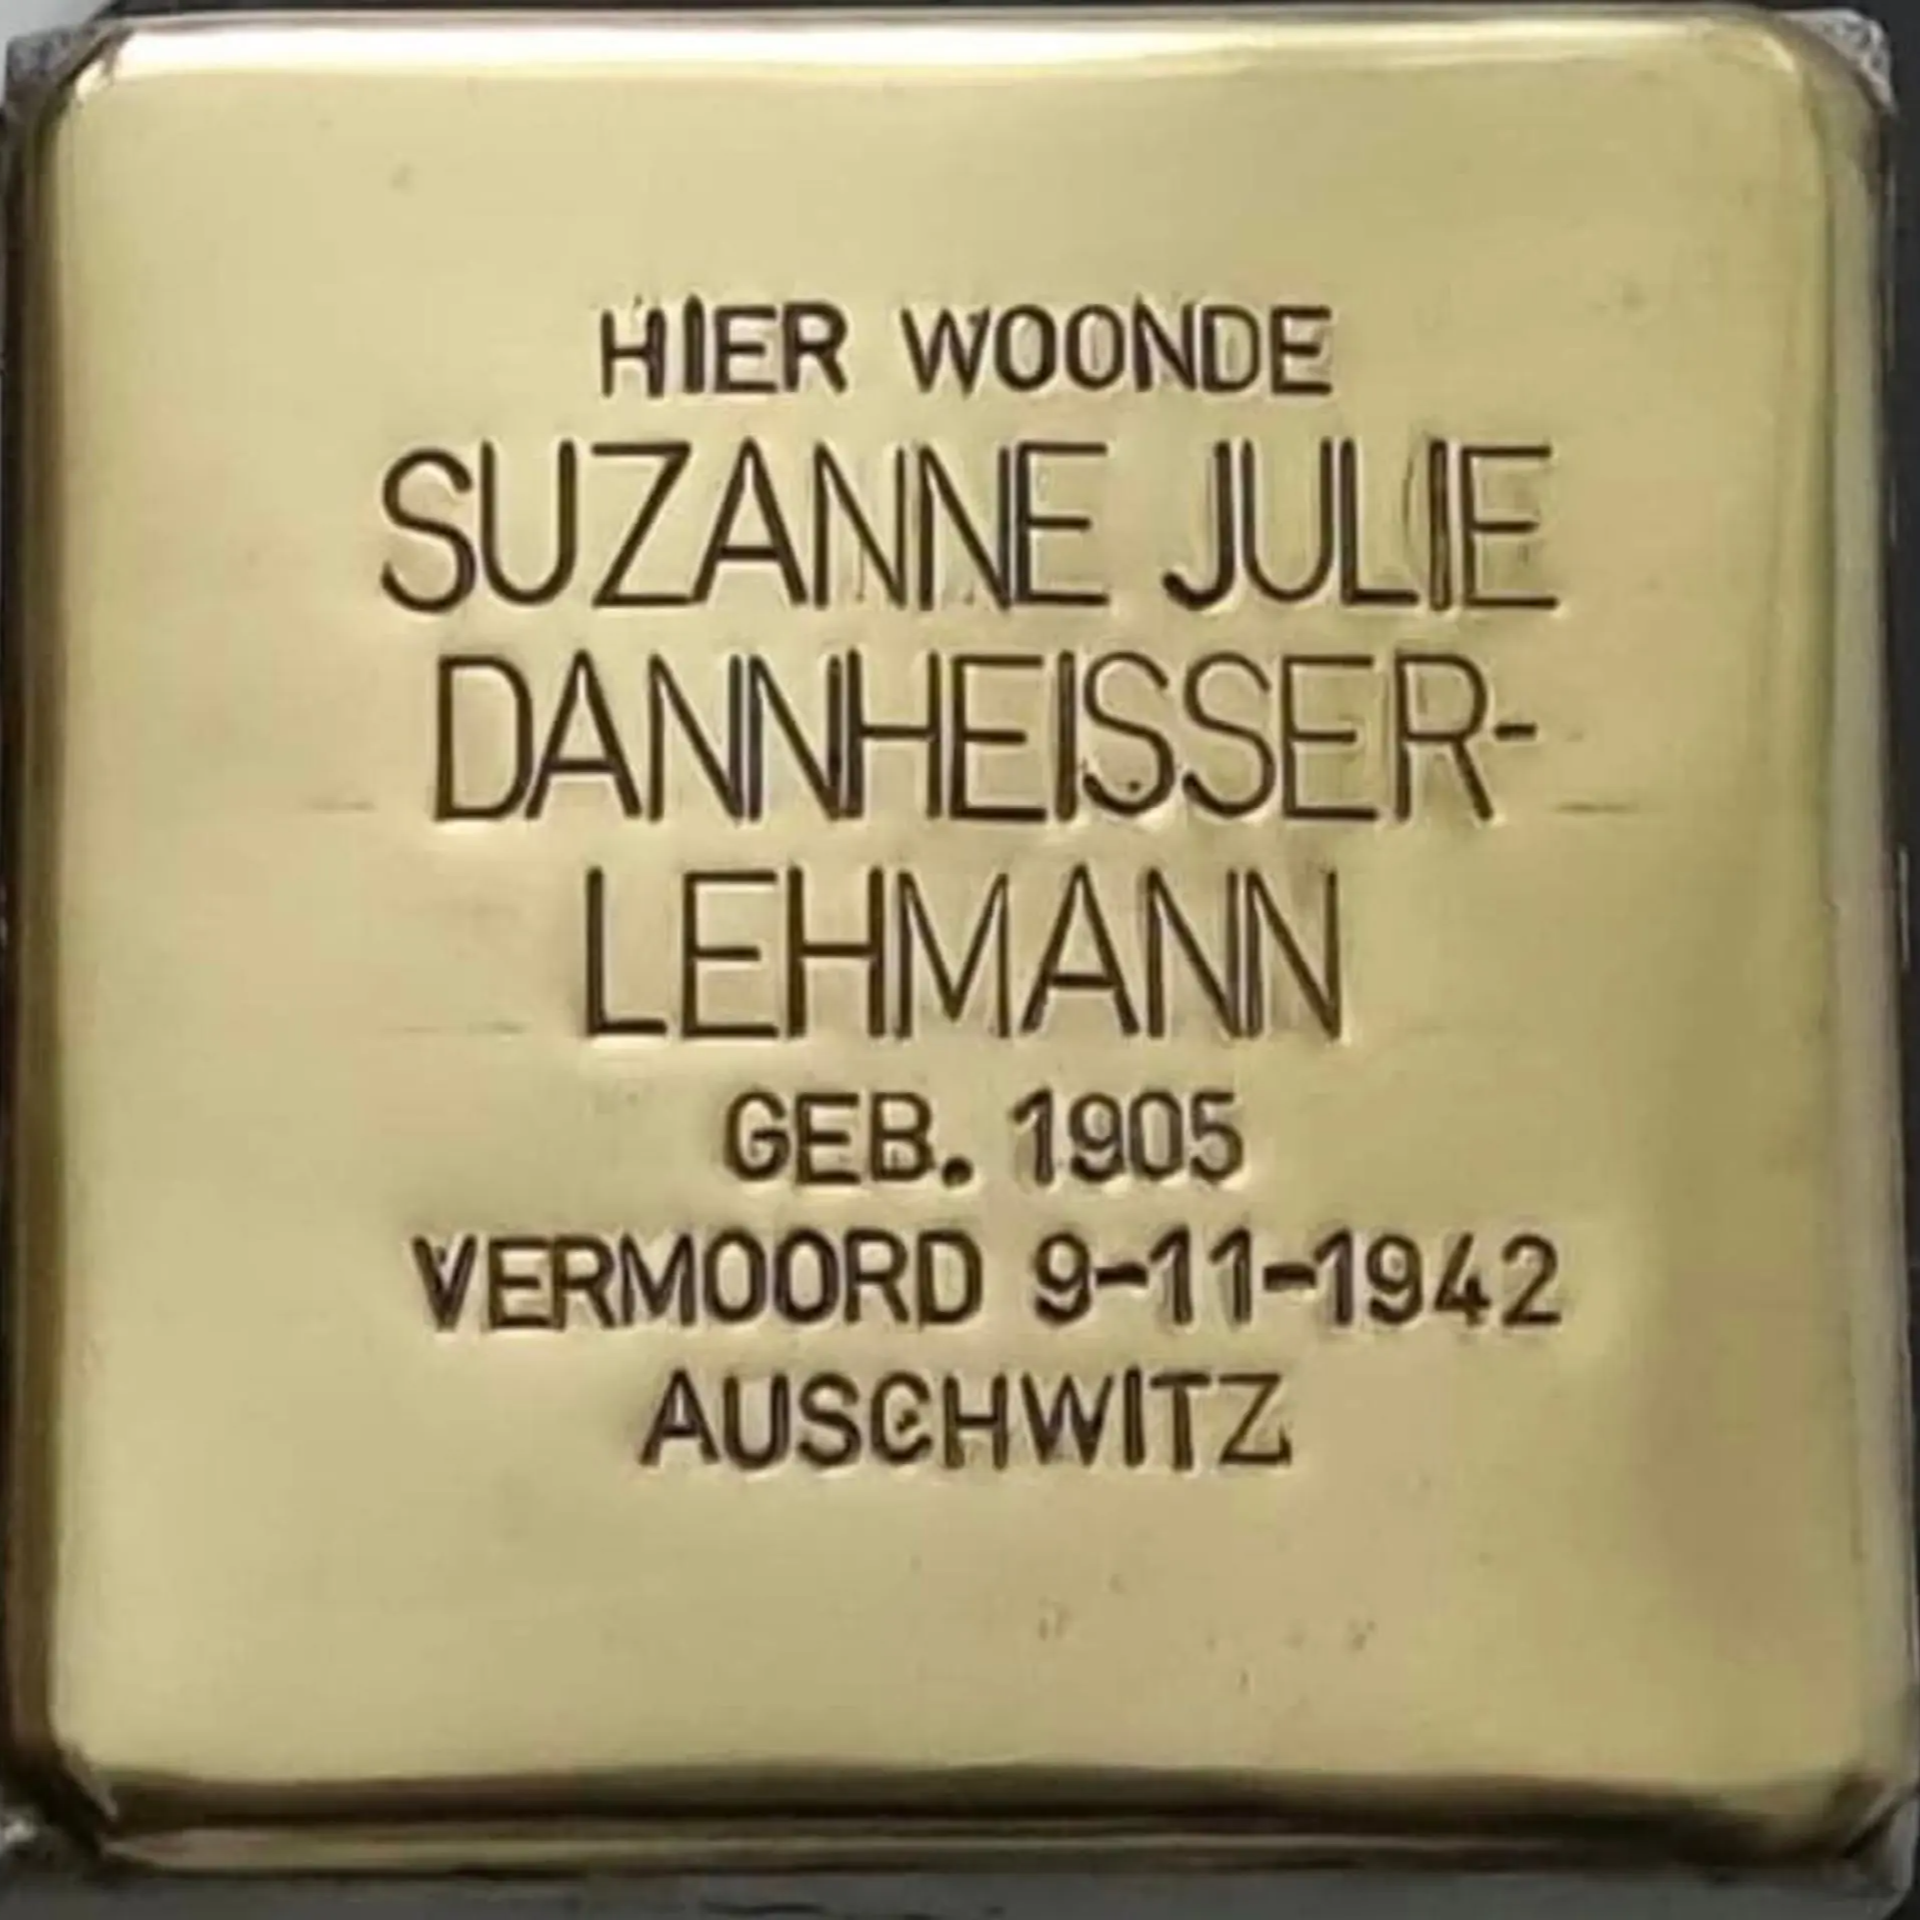 HIER WOONDE
SUZANNE JULIE
DANNHEISSER-
LEHMANN
GEB. 1905
VERMOORD 9-11-1942
AUSCHWITZ